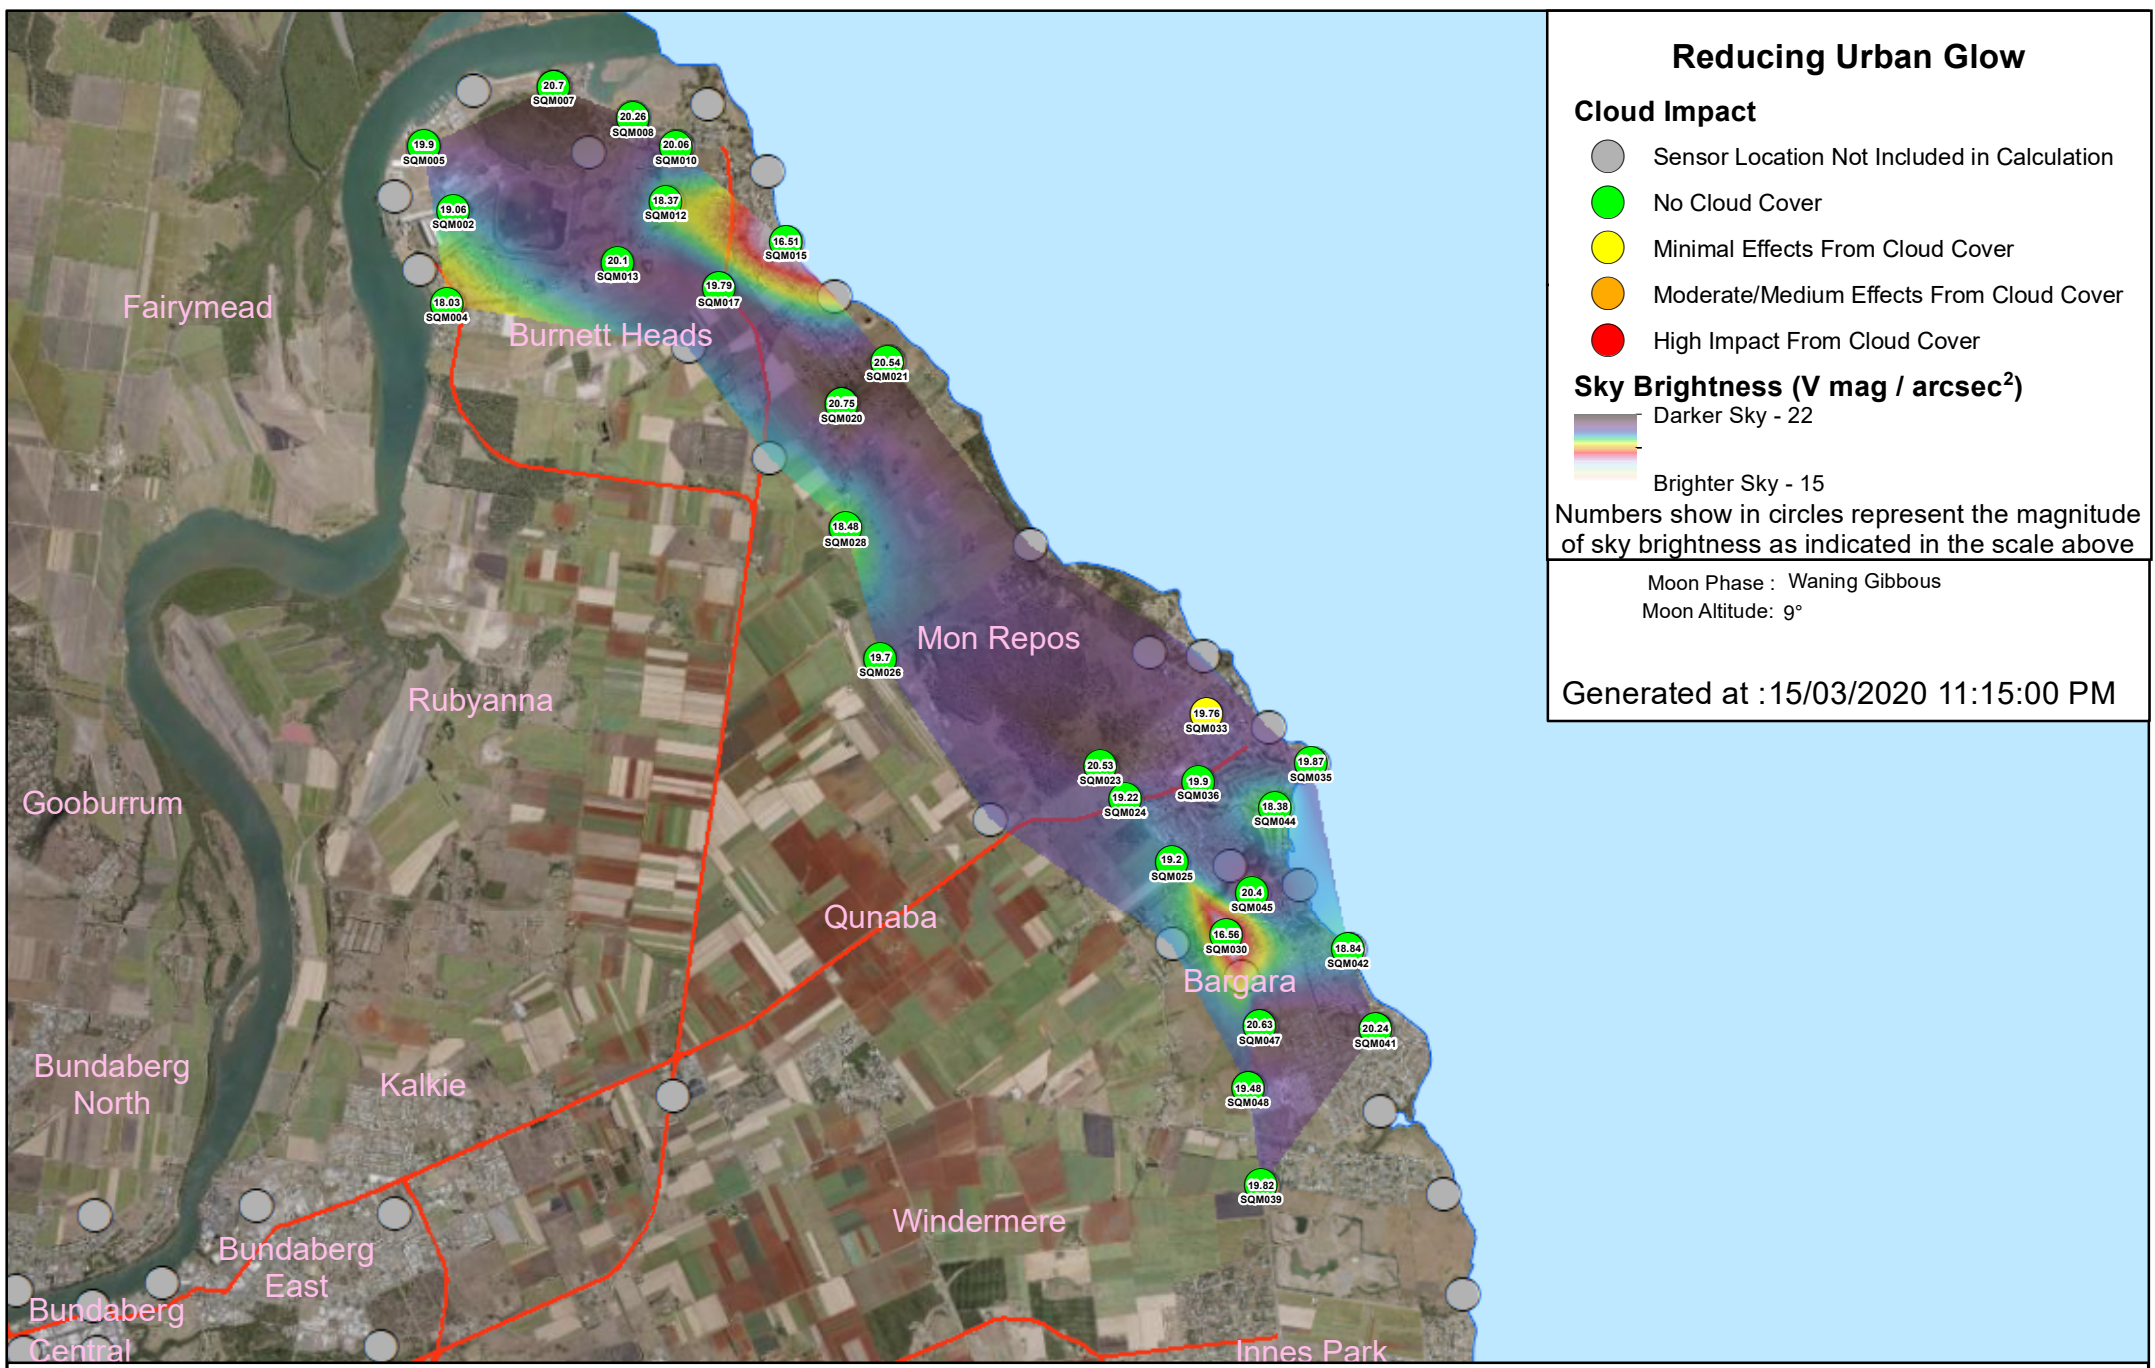 Reducing Urban Glow
Cloud Impact
Sensor Location Not Included in Calculation
No Cloud Cover
Minimal Effects From Cloud Cover
Moderate/Medium Effects From Cloud Cover
High Impact From Cloud Cover
Sky Brightness (V mag / arcsec²)
Darker Sky - 22
Brighter Sky - 15
Numbers show in circles represent the magnitude
of sky brightness as indicated in the scale above
Moon Phase : Waning Gibbous
Moon Altitude: 9°
Generated at :15/03/2020 11:15:00 PM
20.7
SQM007
20.26
SQM008
19.9
SQM005
20.06
SQM010
19.06
SQM002
18.37
SQM012
16.51
SQM015
20.1
SQM013
19.79
SQM017
18.03
SQM004
Fairymead
Burnett Heads
20.54
SQM021
20.75
SQM020
18.48
SQM028
Mon Repos
19.7
SQM026
Rubyanna
19.76
SQM033
20.53
SQM023
19.87
SQM035
19.9
SQM036
19.22
SQM024
18.38
SQM044
Gooburrum
19.2
SQM025
20.4
SQM045
Qunaba
16.56
SQM030
18.84
SQM042
Bargara
20.63
SQM047
20.24
SQM041
Bundaberg
North
Kalkie
19.48
SQM048
19.82
SQM039
Windermere
Bundaberg
East
Bundaberg
Central
Innes Park